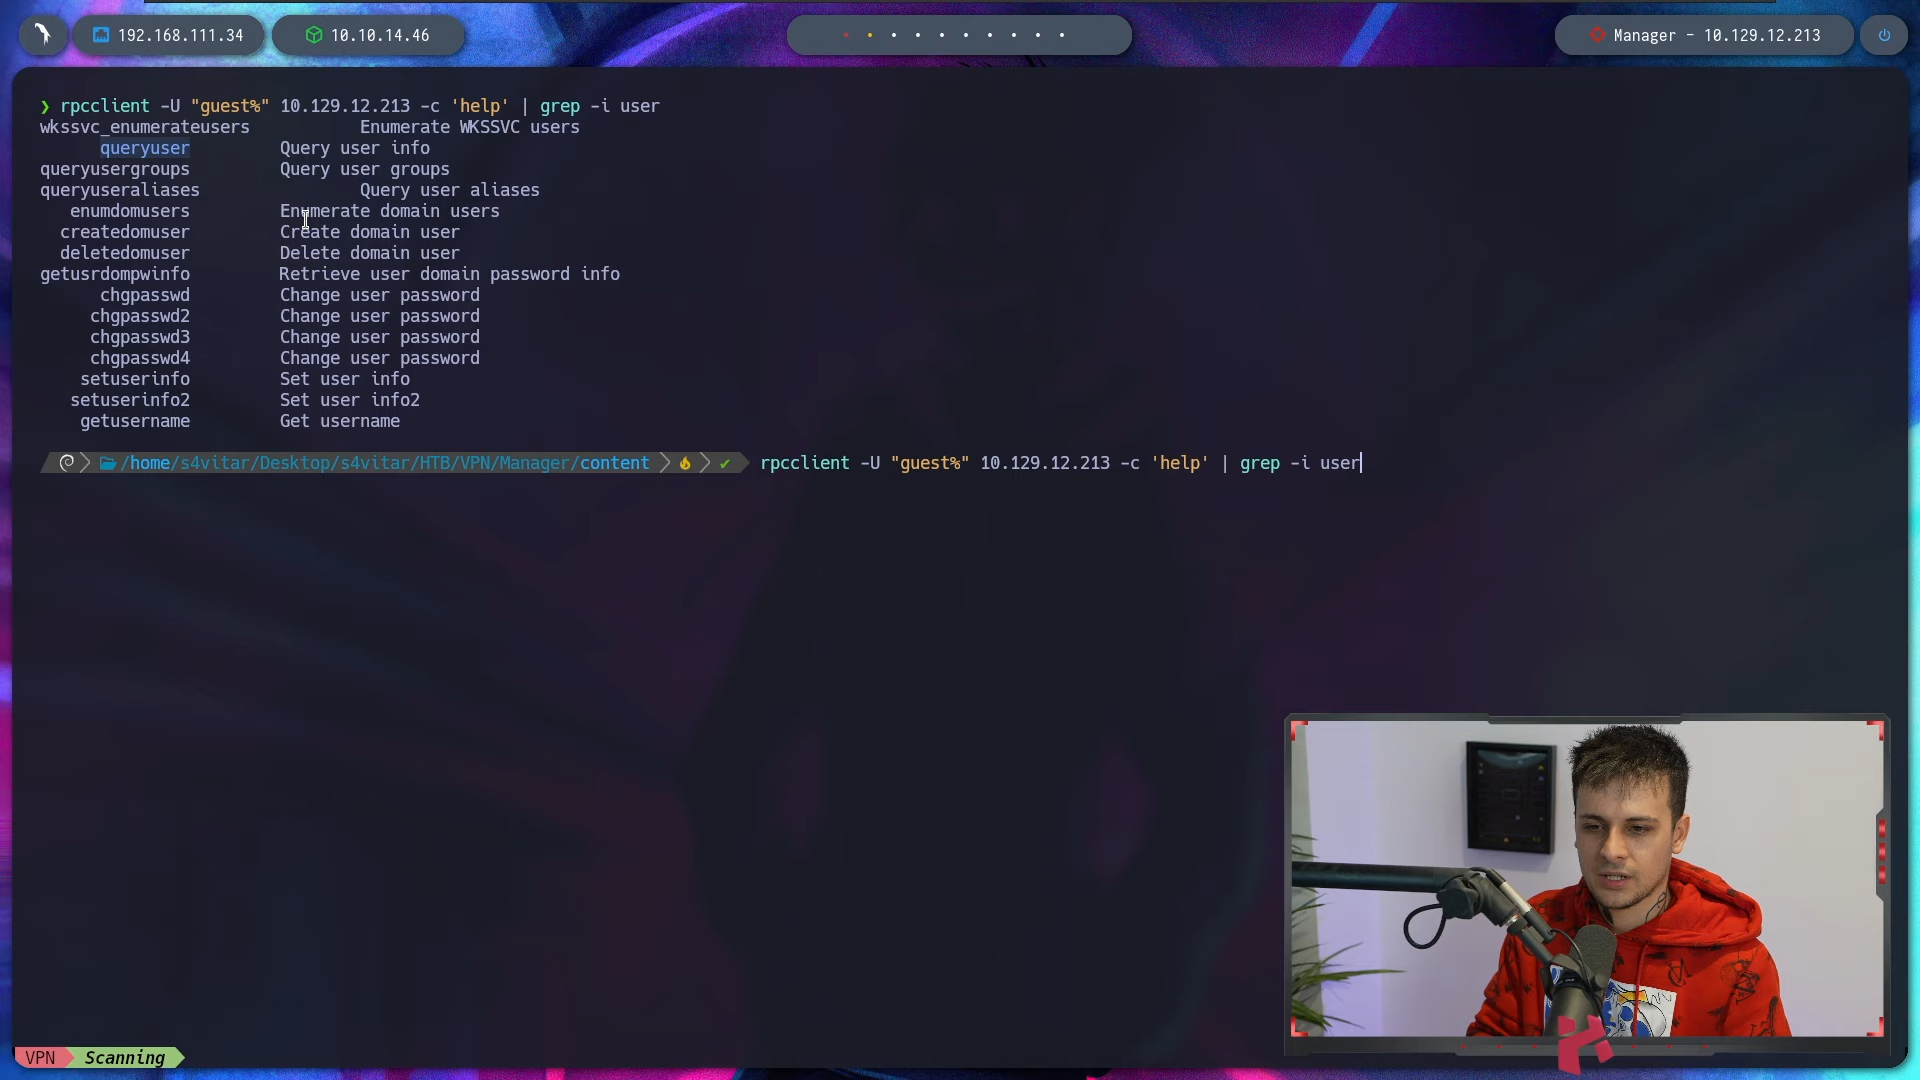 192.168.111.34
10.10.14.46
Manager - 10.129.12.213
❯ rpcclient -U "guest%" 10.129.12.213 -c 'help' | grep -i user
wkssvc_enumerateusers Enumerate WKSSVC users
queryuser Query user info
queryusergroups Query user groups
queryuseraliases Query user aliases
enumdomusers Enumerate domain users
createdomuser Create domain user
deletedomuser Delete domain user
getusrdompwinfo Retrieve user domain password info
chgpasswd Change user password
chgpasswd2 Change user password
chgpasswd3 Change user password
chgpasswd4 Change user password
setuserinfo Set user info
setuserinfo2 Set user info2
getusername Get username
/home/s4vitar/Desktop/s4vitar/HTB/VPN/Manager/content ✔ rpcclient -U "guest%" 10.129.12.213 -c 'help' | grep -i user
VPN Scanning